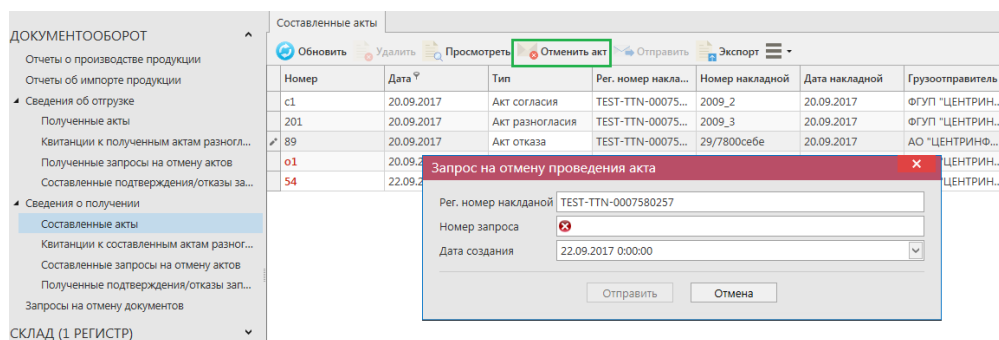 Составленные акты
ДОКУМЕНТООБОРОТ
Отчеты о производстве продукции
Отчеты об импорте продукции
Сведения об отгрузке
Полученные акты
Квитанции к полученным актам разногл...
Полученные запросы на отмену актов
Составленные подтверждения/отказы за...
Сведения о получении
Составленные акты
Квитанции к составленным актам разног...
Составленные запросы на отмену актов
Полученные подтверждения/отказы зап...
Запросы на отмену документов
СКЛАД (1 РЕГИСТР)
Обновить Удалить Просмотреть Отменить акт Отправить Экспорт
Номер Дата Тип Рег. номер накла... Номер накладной Дата накладной Грузоотправитель
с1 20.09.2017 Акт согласия TEST-TTN-00075... 2009_2 20.09.2017 ФГУП "ЦЕНТРИН...
201 20.09.2017 Акт разногласия TEST-TTN-00075... 2009_3 20.09.2017 ФГУП "ЦЕНТРИН...
89 20.09.2017 Акт отказа TEST-TTN-00075... 29/7800себе 20.09.2017 АО "ЦЕНТРИНФ...
о1 20.09.2 ЦЕНТРИН...
54 22.09.2 ЦЕНТРИН...
Запрос на отмену проведения акта
Рег. номер наклданой TEST-TTN-0007580257
Номер запроса
Дата создания 22.09.2017 0:00:00
Отправить Отмена